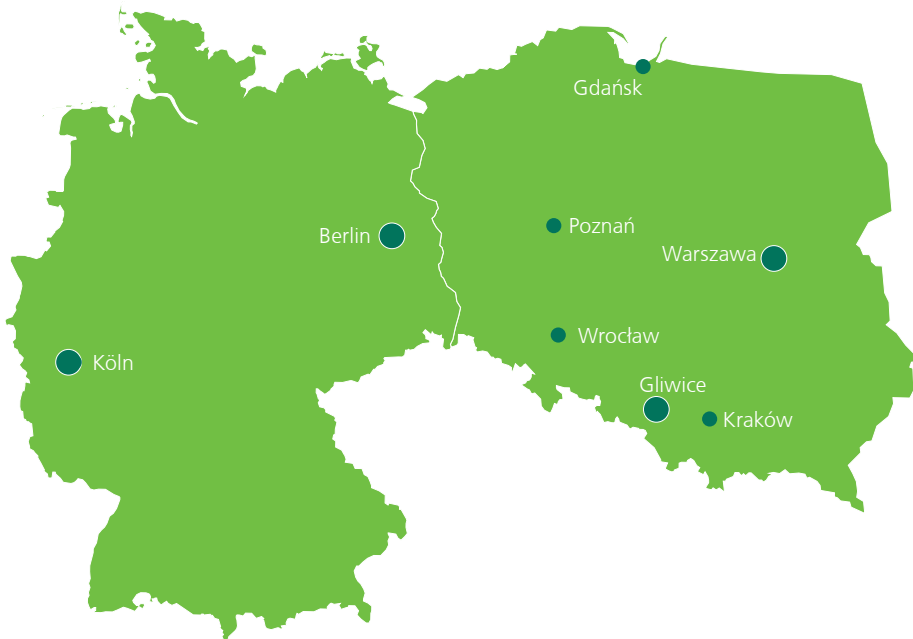 Gdańsk
Poznań
Berlin
Warszawa
Wrocław
Köln
Gliwice
Kraków